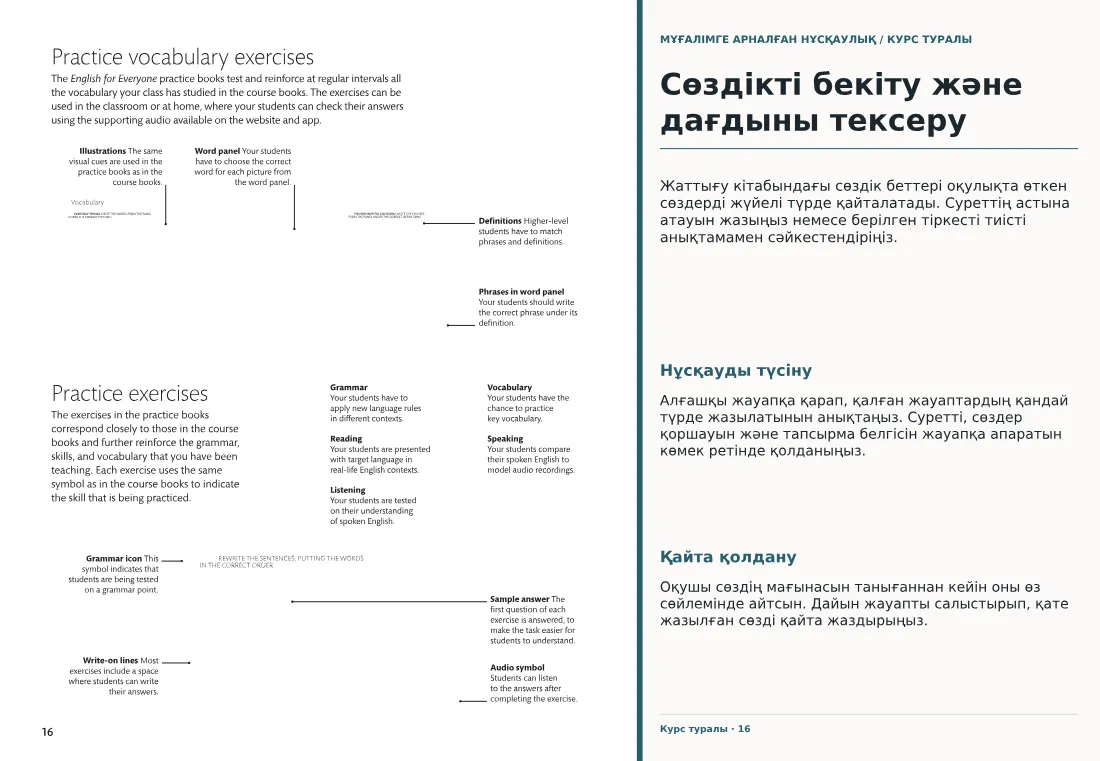 Practice vocabulary exercises
The English for Everyone practice books test and reinforce at regular intervals all
the vocabulary your class has studied in the course books. The exercises can be
used in the classroom or at home, where your students can check their answers
using the supporting audio available on the website and app.
Illustrations The same
visual cues are used in the
practice books as in the
course books.
Word panel Your students
have to choose the correct
word for each picture from
the word panel.
Vocabulary
Definitions Higher-level
students have to match
phrases and definitions.
Phrases in word panel
Your students should write
the correct phrase under its
definition.
Practice exercises
The exercises in the practice books
correspond closely to those in the course
books and further reinforce the grammar,
skills, and vocabulary that you have been
teaching. Each exercise uses the same
symbol as in the course books to indicate
the skill that is being practiced.
Grammar
Your students have to
apply new language rules
in different contexts.
Reading
Your students are presented
with target language in
real-life English contexts.
Listening
Your students are tested
on their understanding
of spoken English.
Vocabulary
Your students have the
chance to practice
key vocabulary.
Speaking
Your students compare
their spoken English to
model audio recordings.
Grammar icon This
symbol indicates that
students are being tested
on a grammar point.
REWRITE THE SENTENCES, PUTTING THE WORDS
IN THE CORRECT ORDER
Sample answer The
first question of each
exercise is answered, to
make the task easier for
students to understand.
Write-on lines Most
exercises include a space
where students can write
their answers.
Audio symbol
Students can listen
to the answers after
completing the exercise.
16
МҰҒАЛІМГЕ АРНАЛҒАН НҰСҚАУЛЫҚ / КУРС ТУРАЛЫ
Сөздікті бекіту және
дағдыны тексеру
Жаттығу кітабындағы сөздік беттері оқулықта өткен
сөздерді жүйелі түрде қайталатады. Суреттің астына
атауын жазыңыз немесе берілген тіркесті тиісті
анықтамамен сәйкестендіріңіз.
Нұсқауды түсіну
Алғашқы жауапқа қарап, қалған жауаптардың қандай
түрде жазылатынын анықтаңыз. Суретті, сөздер
қоршауын және тапсырма белгісін жауапқа апаратын
көмек ретінде қолданыңыз.
Қайта қолдану
Оқушы сөздің мағынасын танығаннан кейін оны өз
сөйлемінде айтсын. Дайын жауапты салыстырып, қате
жазылған сөзді қайта жаздырыңыз.
Курс туралы · 16